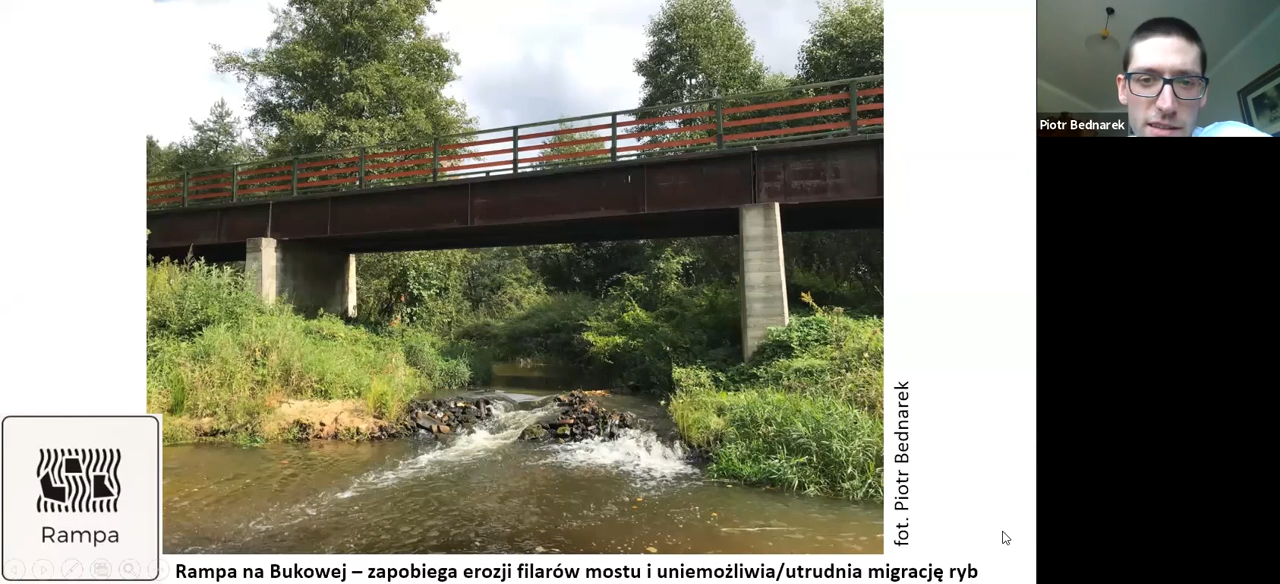 Piotr Bednarek
fot. Piotr Bednarek
Rampa
Rampa na Bukowej – zapobiega erozji filarów mostu i uniemożliwia/utrudnia migrację ryb